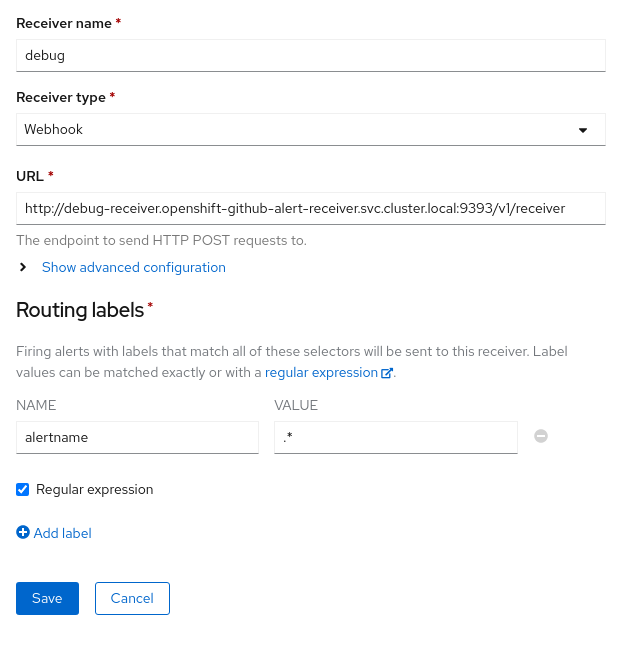 Receiver name *
debug
Receiver type *
Webhook
URL *
http://debug-receiver.openshift-github-alert-receiver.svc.cluster.local:9393/v1/receiver
The endpoint to send HTTP POST requests to.
Show advanced configuration
Routing labels *
Firing alerts with labels that match all of these selectors will be sent to this receiver. Label
values can be matched exactly or with a regular expression.
NAME VALUE
alertname .*
Regular expression
Add label
Save Cancel